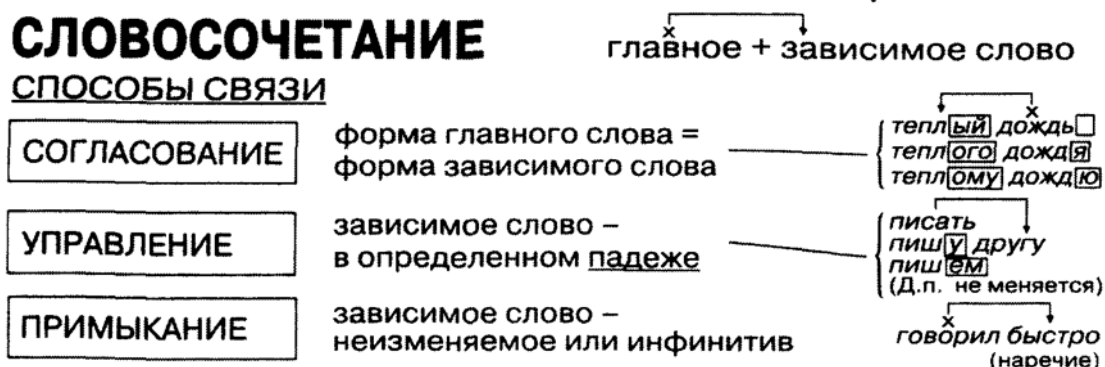 СЛОВОСОЧЕТАНИЕ
главное + зависимое слово
СПОСОБЫ СВЯЗИ
СОГЛАСОВАНИЕ
форма главного слова =
форма зависимого слова
теплый дождь
теплого дождя
теплому дождю
УПРАВЛЕНИЕ
зависимое слово –
в определенном падеже
писать
пишу другу
пишем
(Д.п. не меняется)
ПРИМЫКАНИЕ
зависимое слово –
неизменяемое или инфинитив
говорил быстро
(наречие)